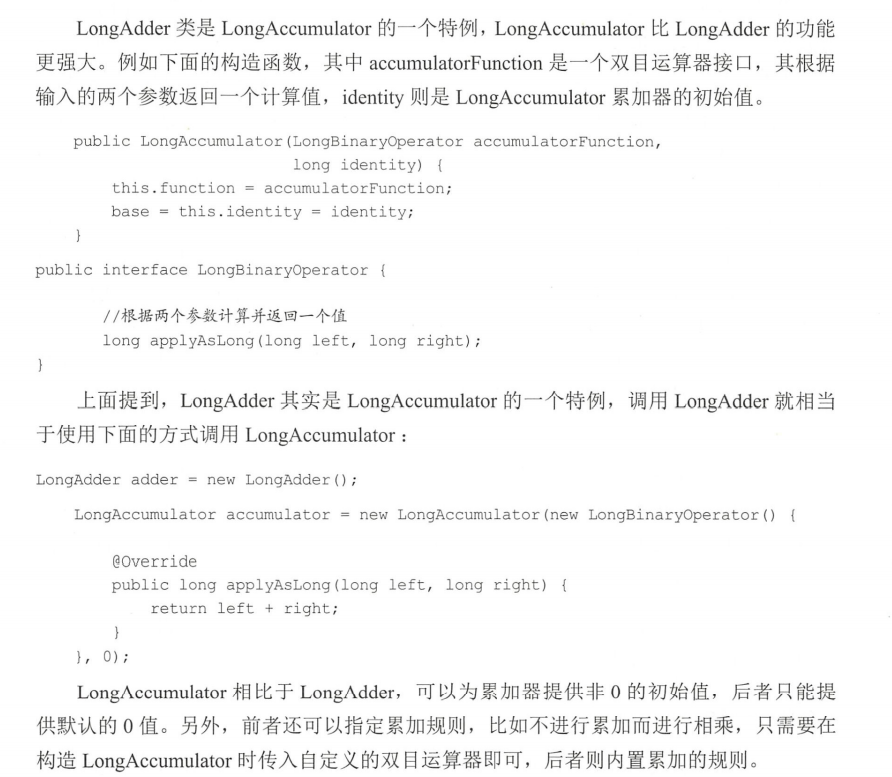 LongAdder 类是 LongAccumulator 的一个特例，LongAccumulator 比 LongAdder 的功能
更强大。例如下面的构造函数，其中 accumulatorFunction 是一个双目运算器接口，其根据
输入的两个参数返回一个计算值，identity 则是 LongAccumulator 累加器的初始值。
public LongAccumulator(LongBinaryOperator accumulatorFunction,
long identity) {
this.function = accumulatorFunction;
base = this.identity = identity;
}
public interface LongBinaryOperator {
//根据两个参数计算并返回一个值
long applyAsLong(long left, long right);
}
上面提到，LongAdder 其实是 LongAccumulator 的一个特例，调用 LongAdder 就相当
于使用下面的方式调用 LongAccumulator：
LongAdder adder = new LongAdder();
LongAccumulator accumulator = new LongAccumulator(new LongBinaryOperator() {
@Override
public long applyAsLong(long left, long right) {
return left + right;
}
}, 0);
LongAccumulator 相比于 LongAdder，可以为累加器提供非 0 的初始值，后者只能提
供默认的 0 值。另外，前者还可以指定累加规则，比如不进行累加而进行相乘，只需要在
构造 LongAccumulator 时传入自定义的双目运算器即可，后者则内置累加的规则。